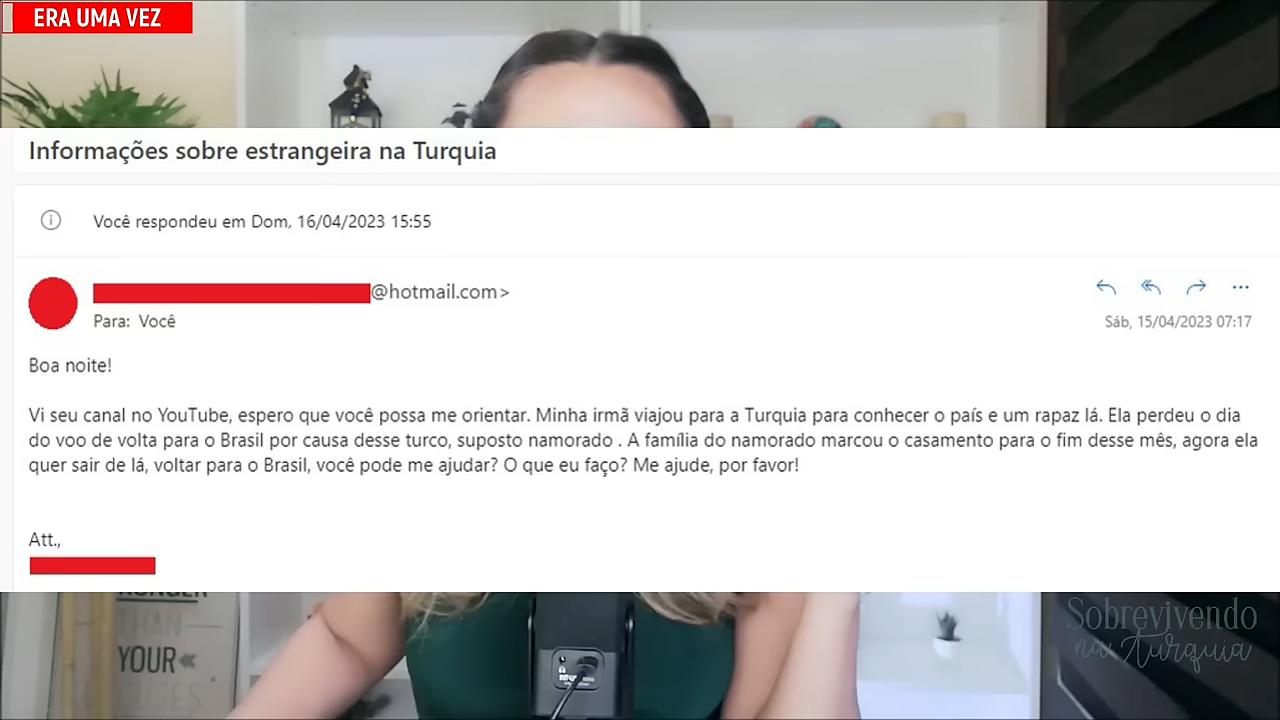 ERA UMA VEZ
Informações sobre estrangeira na Turquia
Você respondeu em Dom, 16/04/2023 15:55
@hotmail.com>
Para: Você
Sáb, 15/04/2023 07:17
Boa noite!
Vi seu canal no YouTube, espero que você possa me orientar. Minha irmã viajou para a Turquia para conhecer o país e um rapaz lá. Ela perdeu o dia
do voo de volta para o Brasil por causa desse turco, suposto namorado . A família do namorado marcou o casamento para o fim desse mês, agora ela
quer sair de lá, voltar para o Brasil, você pode me ajudar? O que eu faço? Me ajude, por favor!
Att.,
THAN
YOUR
Sobrevivendo
na Turquia